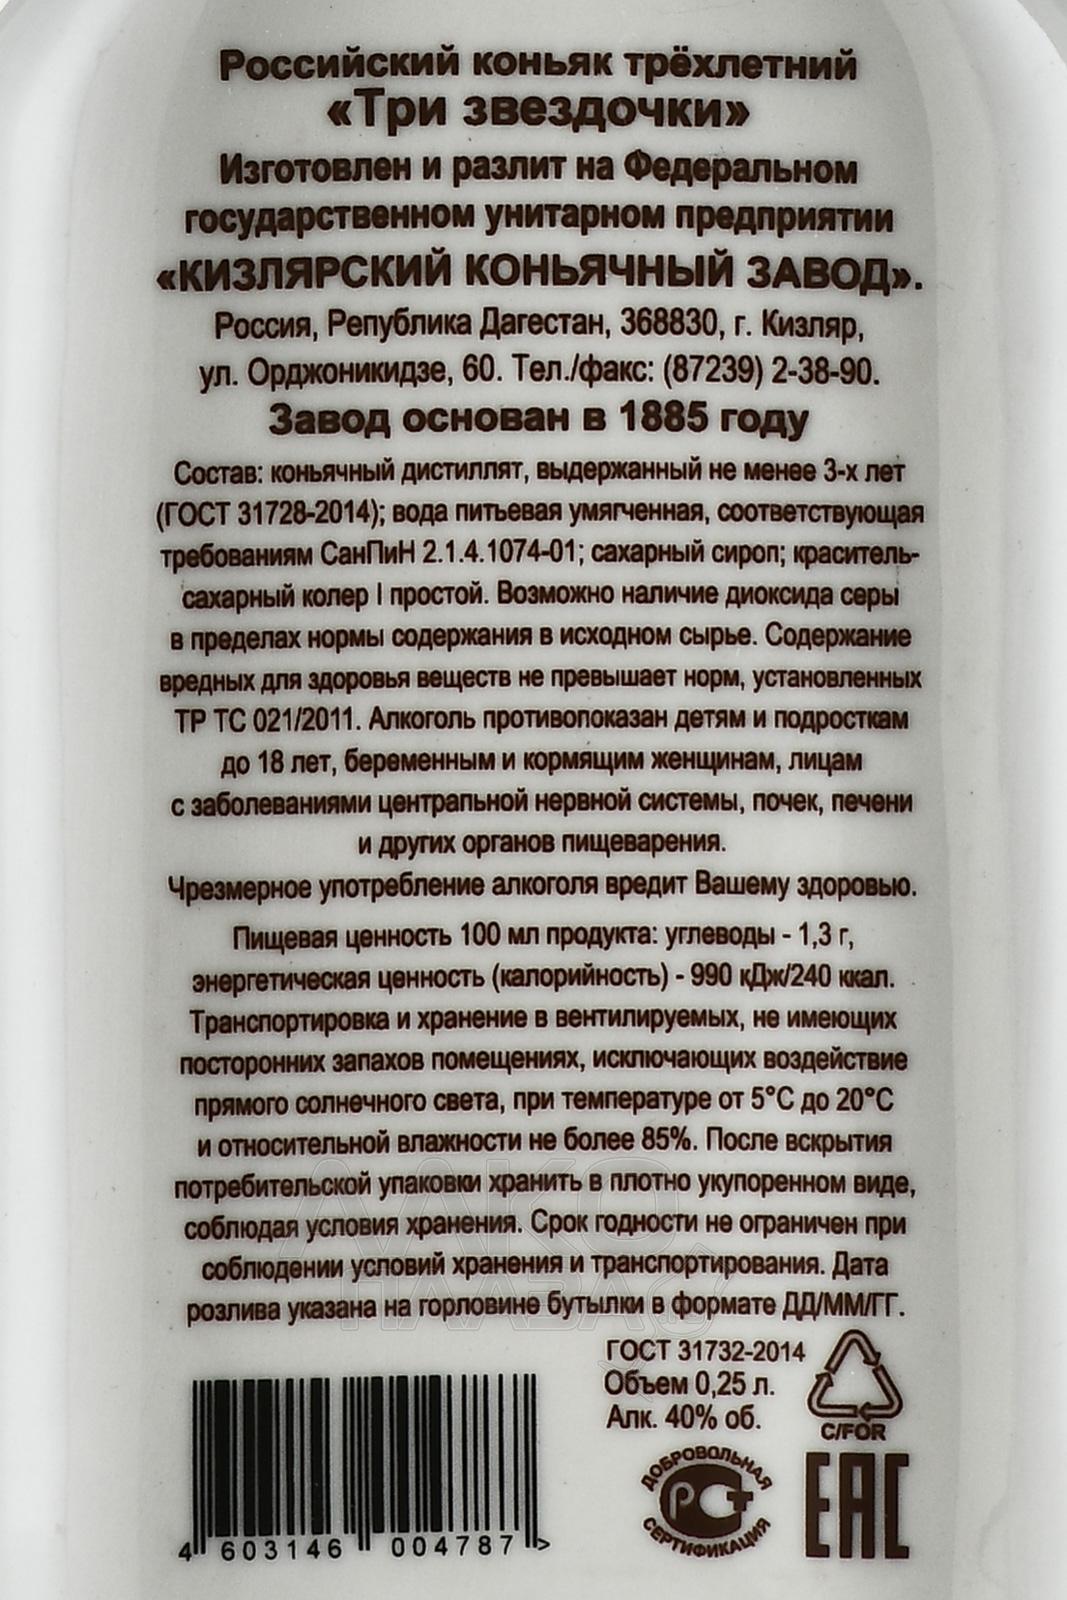 Российский коньяк трёхлетний
«Три звездочки»
Изготовлен и разлит на Федеральном
государственном унитарном предприятии
«КИЗЛЯРСКИЙ КОНЬЯЧНЫЙ ЗАВОД».
Россия, Республика Дагестан, 368830, г. Кизляр,
ул. Орджоникидзе, 60. Тел./факс: (87239) 2-38-90.
Завод основан в 1885 году
Состав: коньячный дистиллят, выдержанный не менее 3-х лет
(ГОСТ 31728-2014); вода питьевая умягченная, соответствующая
требованиям СанПиН 2.1.4.1074-01; сахарный сироп; краситель-
сахарный колер I простой. Возможно наличие диоксида серы
в пределах нормы содержания в исходном сырье. Содержание
вредных для здоровья веществ не превышает норм, установленных
ТР ТС 021/2011. Алкоголь противопоказан детям и подросткам
до 18 лет, беременным и кормящим женщинам, лицам
с заболеваниями центральной нервной системы, почек, печени
и других органов пищеварения.
Чрезмерное употребление алкоголя вредит Вашему здоровью.
Пищевая ценность 100 мл продукта: углеводы - 1,3 г,
энергетическая ценность (калорийность) - 990 кДж/240 ккал.
Транспортировка и хранение в вентилируемых, не имеющих
посторонних запахов помещениях, исключающих воздействие
прямого солнечного света, при температуре от 5°С до 20°С
и относительной влажности не более 85%. После вскрытия
потребительской упаковки хранить в плотно укупоренном виде,
соблюдая условия хранения. Срок годности не ограничен при
соблюдении условий хранения и транспортирования. Дата
розлива указана на горловине бутылки в формате ДД/ММ/ГГ.
АЛКО
ПЛАЗА
ГОСТ 31732-2014
Объем 0,25 л.
Алк. 40% об.
C/FOR
ДОБРОВОЛЬНАЯ
РСТ
СЕРТИФИКАЦИЯ
EAC
4 603146 004787 >